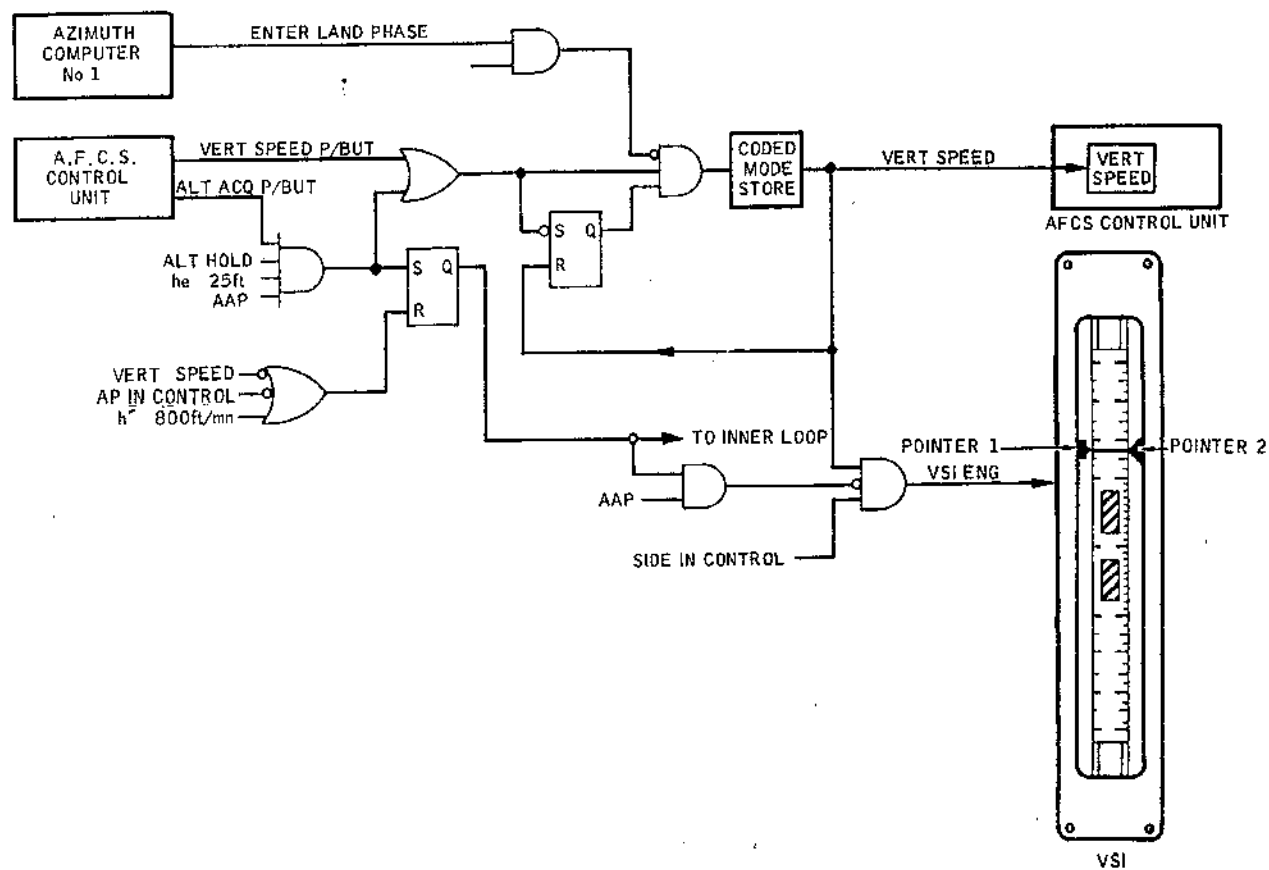 AZIMUTH
COMPUTER
No 1
ENTER LAND PHASE
A.F.C.S.
CONTROL
UNIT
VERT SPEED P/BUT
ALT ACQ P/BUT
ALT HOLD
he 25ft
AAP
S Q
R
S Q
R
CODED
MODE
STORE
VERT SPEED
VERT
SPEED
AFCS CONTROL UNIT
VERT SPEED
AP IN CONTROL
h 800ft/mn
TO INNER LOOP
AAP
SIDE IN CONTROL
VSI ENG
POINTER 1
POINTER 2
VSI